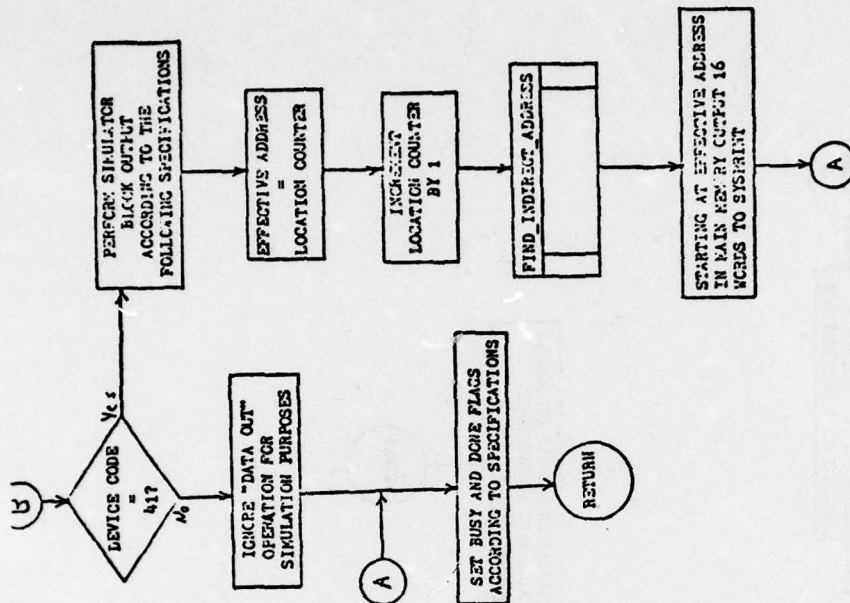 DEVICE CODE
=
41?
Yes
No
PERFORM SIMULATOR
BLOCK OUTPUT
ACCORDING TO THE
FOLLOWING SPECIFICATIONS
EFFECTIVE ADDRESS
=
LOCATION COUNTER
INCREMENT
LOCATION COUNTER
BY 1
FIND_INDIRECT_ADDRESS
STARTING AT EFFECTIVE ADDRESS
IN MAIN MEMORY OUTPUT 16
WORDS TO SYSPRINT
A
IGNORE "DATA OUT"
OPERATION FOR
SIMULATION PURPOSES
A
SET BUSY AND DONE FLAGS
ACCORDING TO SPECIFICATIONS
RETURN